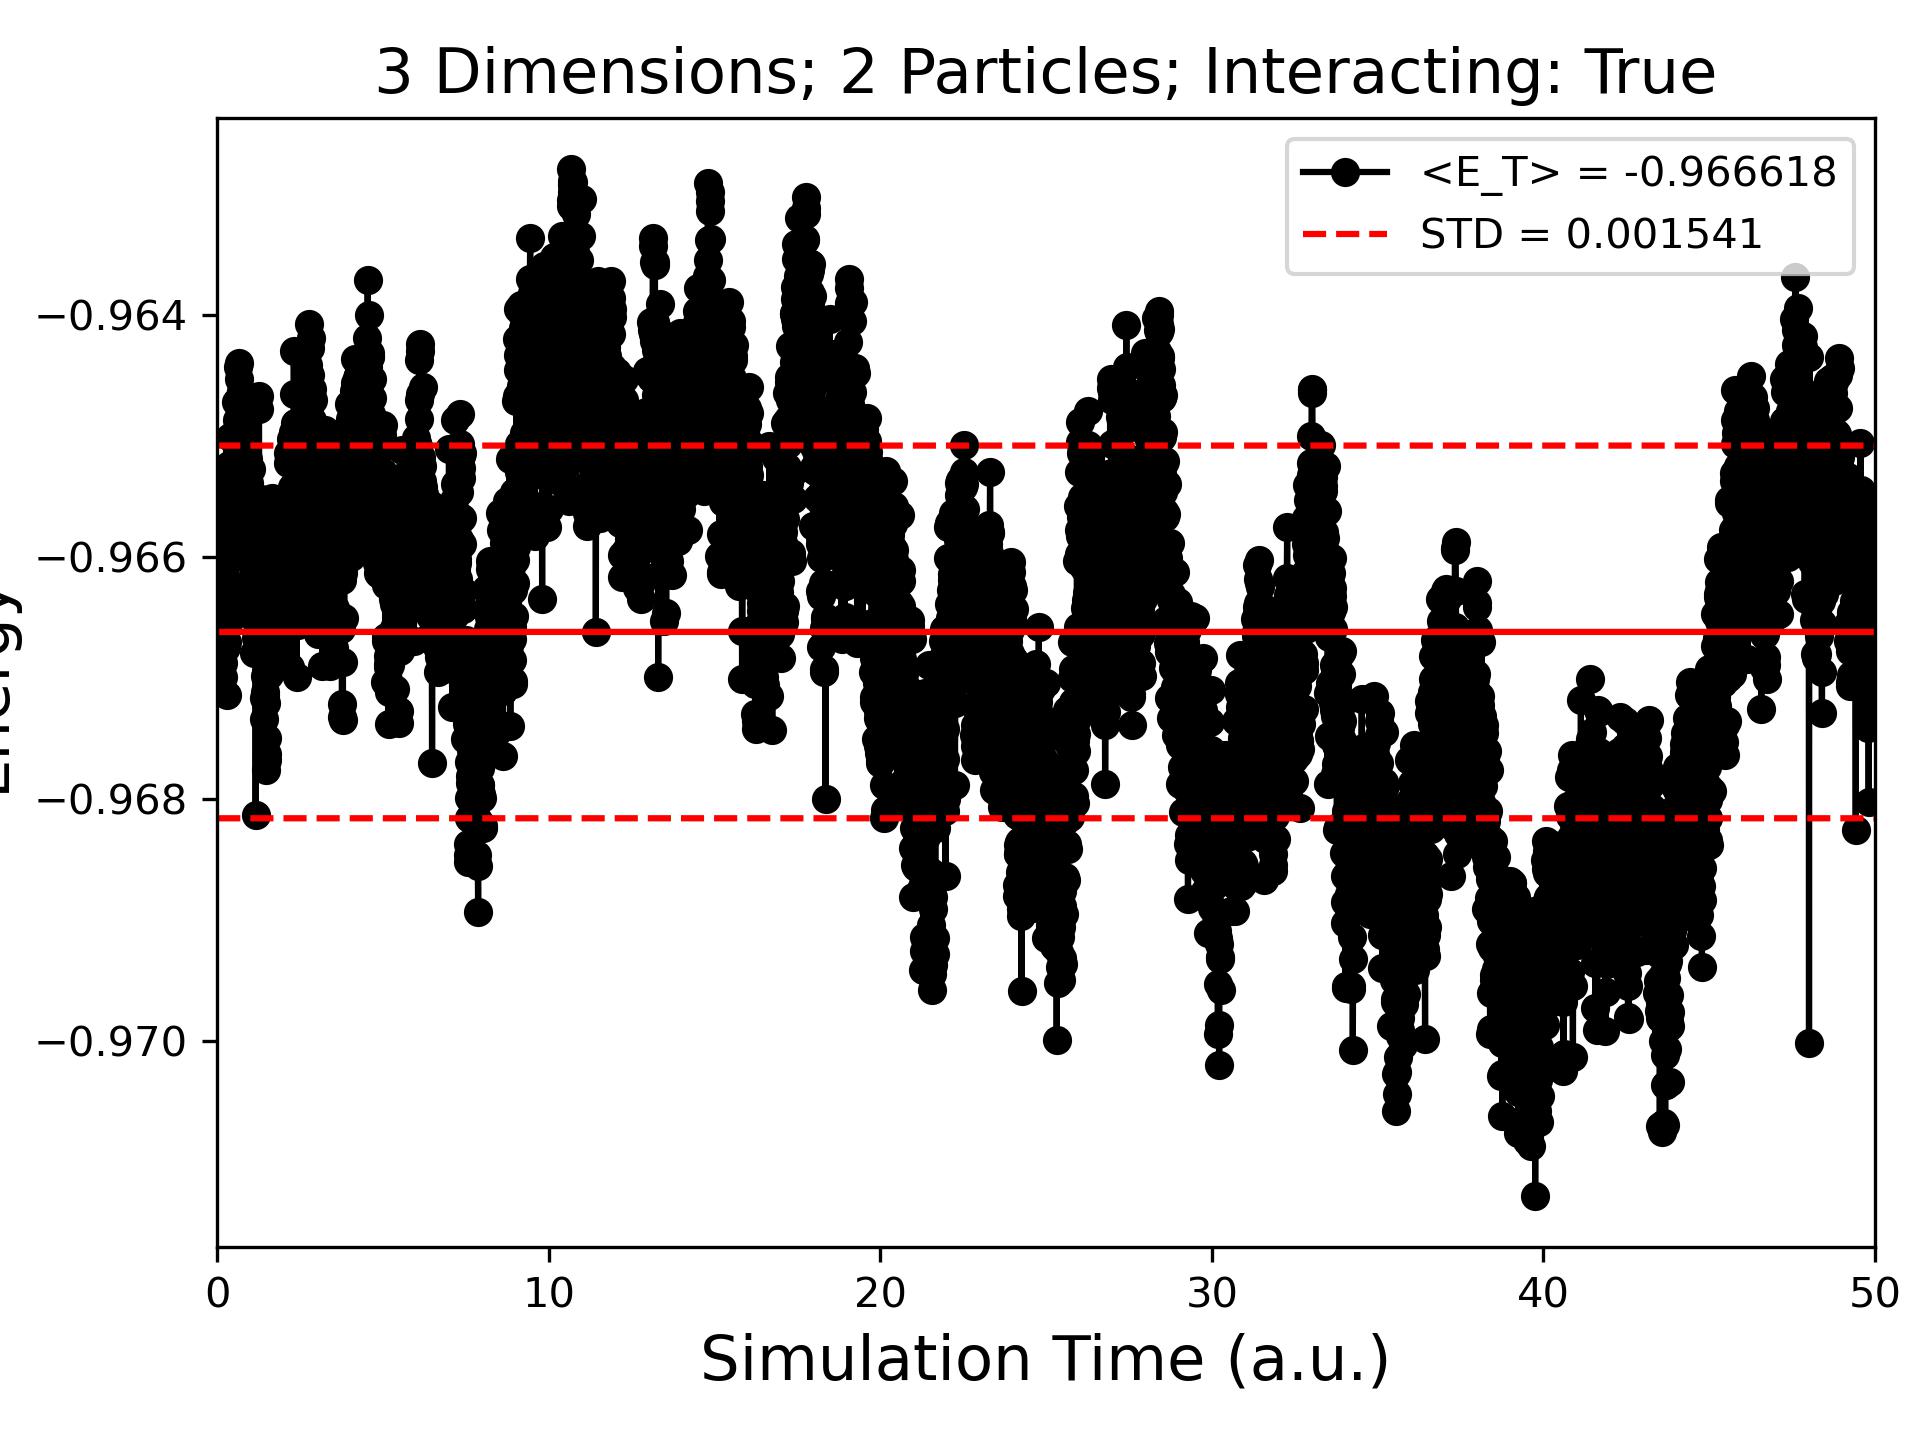 3 Dimensions; 2 Particles; Interacting: True
<E_T> = -0.966618
STD = 0.001541
Energy
−0.964
−0.966
−0.968
−0.970
0 10 20 30 40 50
Simulation Time (a.u.)